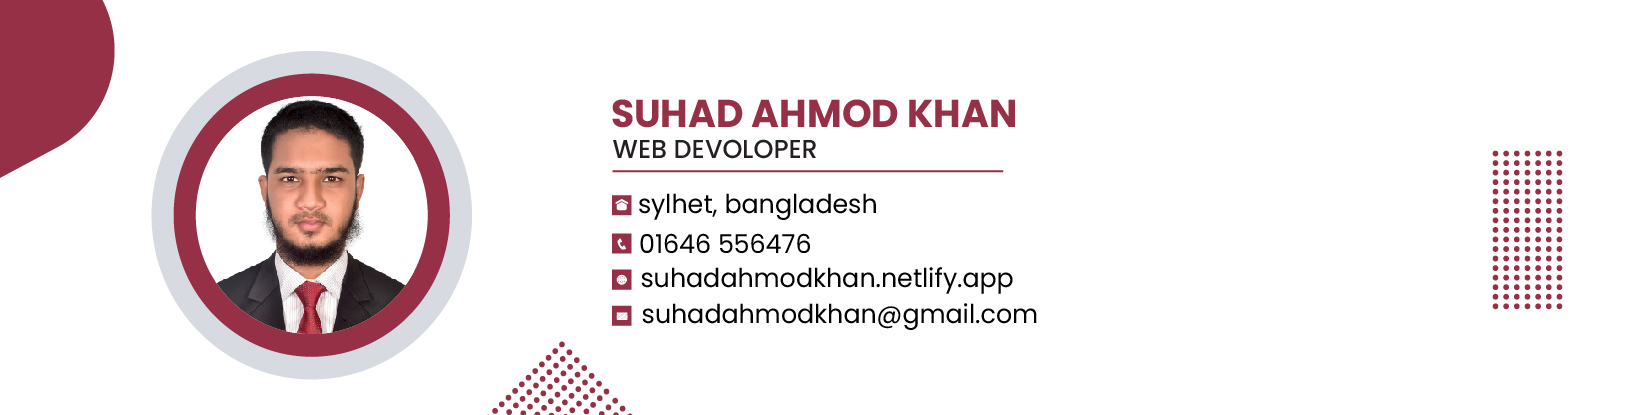 SUHAD AHMOD KHAN
WEB DEVOLOPER
sylhet, bangladesh
01646 556476
suhadahmodkhan.netlify.app
suhadahmodkhan@gmail.com